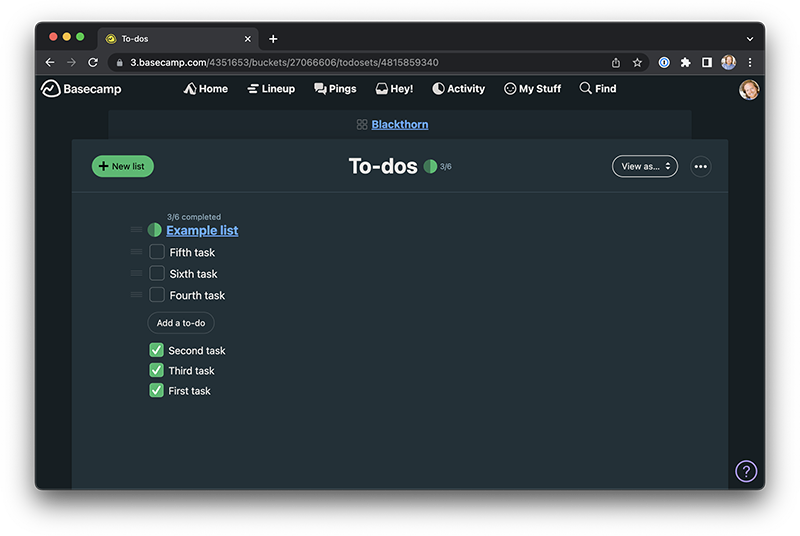 To-dos
3.basecamp.com/4351653/buckets/27066606/todosets/4815859340
Basecamp Home Lineup Pings Hey! Activity My Stuff Find
Blackthorn
New list To-dos 3/6 View as...
3/6 completed
Example list
Fifth task
Sixth task
Fourth task
Add a to-do
Second task
Third task
First task
?